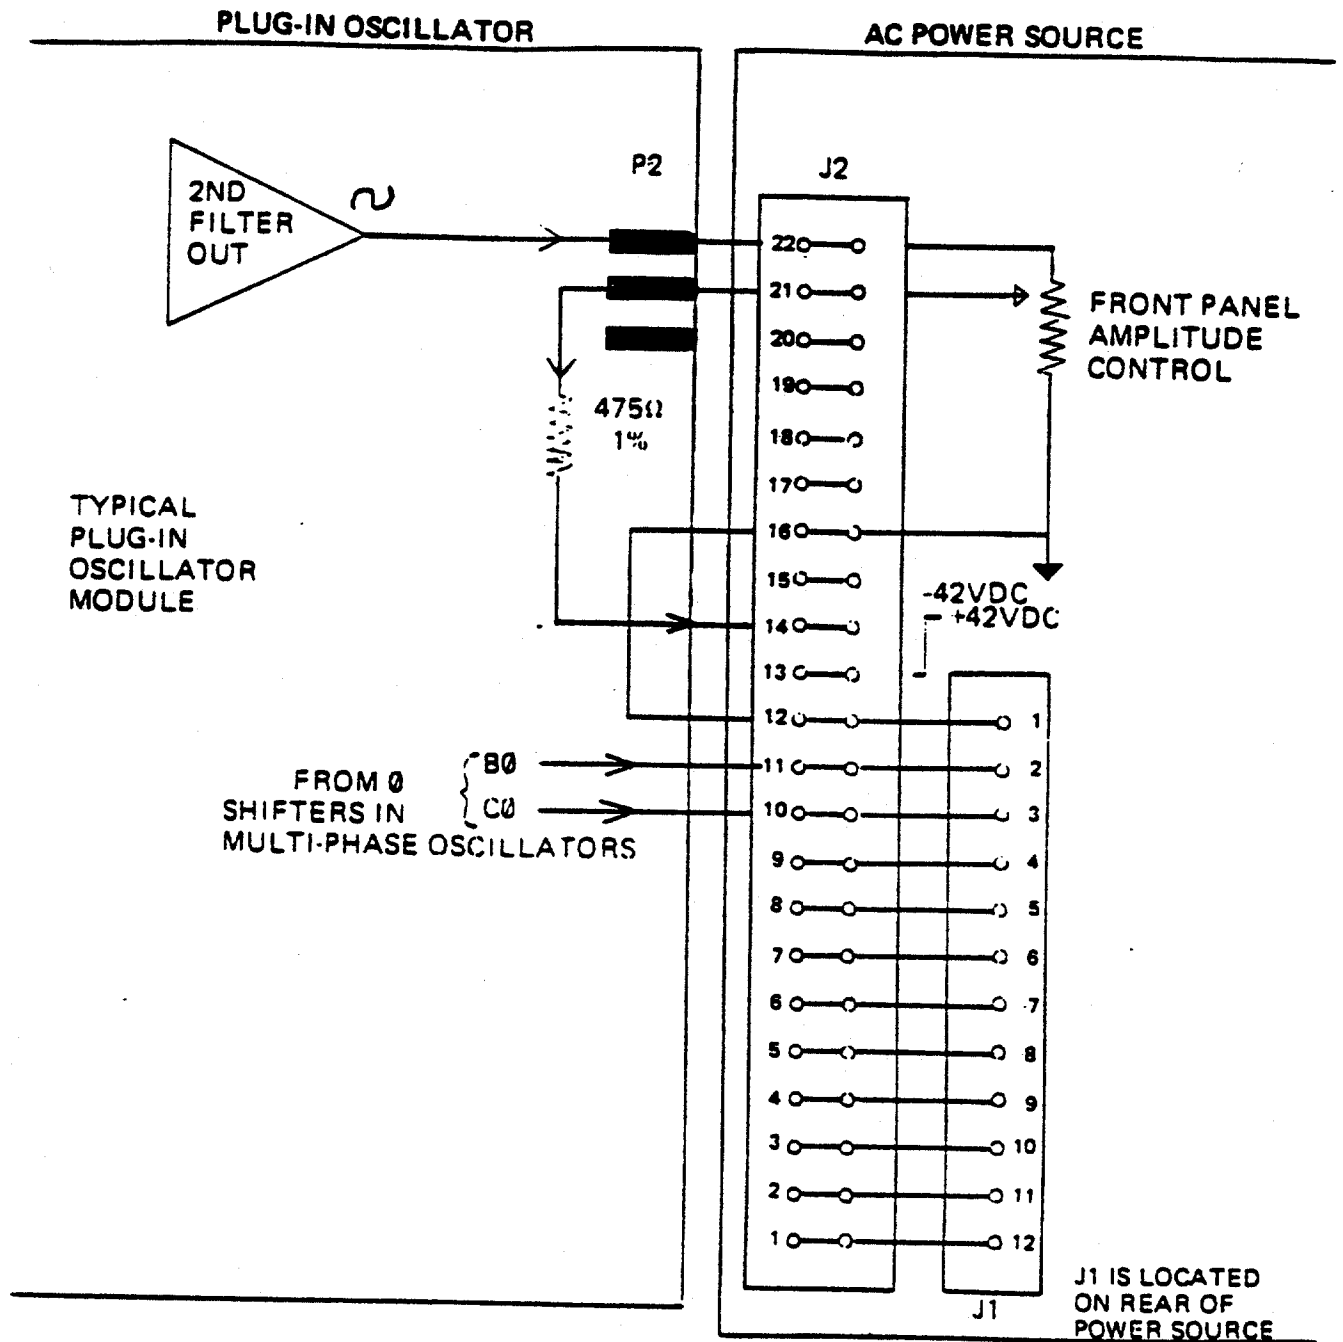 PLUG-IN OSCILLATOR
AC POWER SOURCE
P2
J2
2ND
FILTER
OUT
22
21
20
19
18
17
16
15
14
13
12
11
10
9
8
7
6
5
4
3
2
1
FRONT PANEL
AMPLITUDE
CONTROL
475Ω
1%
TYPICAL
PLUG-IN
OSCILLATOR
MODULE
-42VDC
+42VDC
FROM Ø
SHIFTERS IN
MULTI-PHASE OSCILLATORS
BØ
CØ
1
2
3
4
5
6
7
8
9
10
11
12
J1
J1 IS LOCATED
ON REAR OF
POWER SOURCE